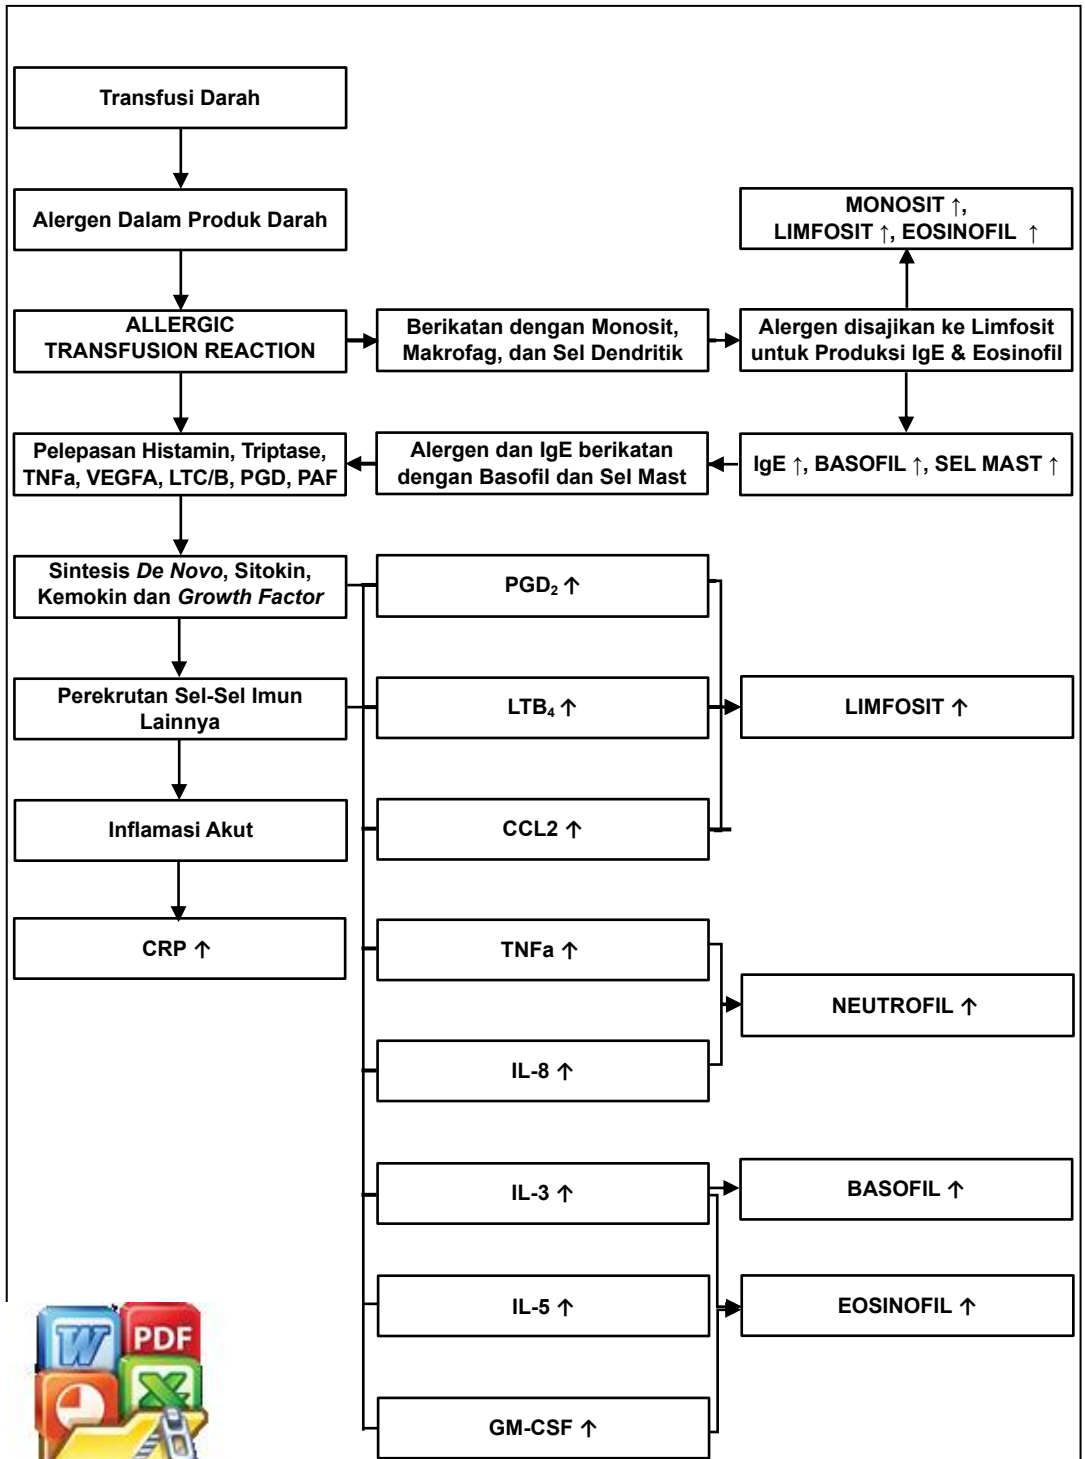 Transfusi Darah
Alergen Dalam Produk Darah
MONOSIT ↑,
LIMFOSIT ↑, EOSINOFIL ↑
ALLERGIC
TRANSFUSION REACTION
Berikatan dengan Monosit,
Makrofag, dan Sel Dendritik
Alergen disajikan ke Limfosit
untuk Produksi IgE & Eosinofil
Pelepasan Histamin, Triptase,
TNFa, VEGFA, LTC/B, PGD, PAF
Alergen dan IgE berikatan
dengan Basofil dan Sel Mast
IgE ↑, BASOFIL ↑, SEL MAST ↑
Sintesis De Novo, Sitokin,
Kemokin dan Growth Factor
PGD₂ ↑
Perekrutan Sel-Sel Imun
Lainnya
LTB₄ ↑
LIMFOSIT ↑
Inflamasi Akut
CCL2 ↑
CRP ↑
TNFa ↑
NEUTROFIL ↑
IL-8 ↑
IL-3 ↑
BASOFIL ↑
IL-5 ↑
EOSINOFIL ↑
GM-CSF ↑
W
PDF
X